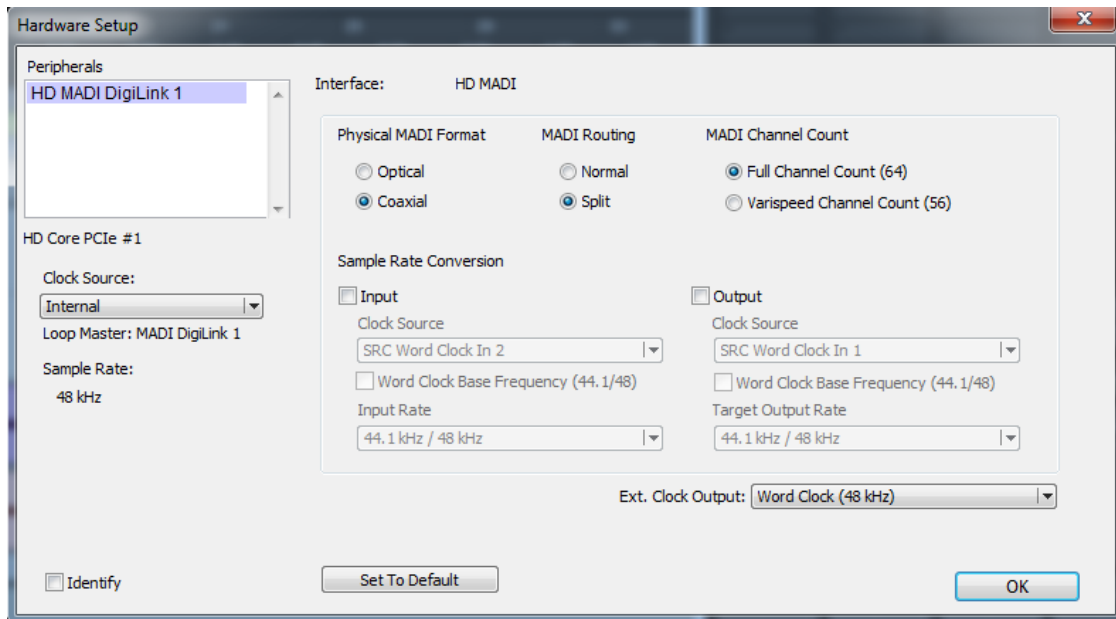 Hardware Setup
Peripherals
HD MADI DigiLink 1
HD Core PCIe #1
Clock Source:
Internal
Loop Master: MADI DigiLink 1
Sample Rate:
48 kHz
Identify
Interface: HD MADI
Physical MADI Format MADI Routing MADI Channel Count
Optical Normal Full Channel Count (64)
Coaxial Split Varispeed Channel Count (56)
Sample Rate Conversion
Input
Clock Source
SRC Word Clock In 2
Word Clock Base Frequency (44.1/48)
Input Rate
44.1 kHz / 48 kHz
Output
Clock Source
SRC Word Clock In 1
Word Clock Base Frequency (44.1/48)
Target Output Rate
44.1 kHz / 48 kHz
Ext. Clock Output: Word Clock (48 kHz)
Set To Default
OK